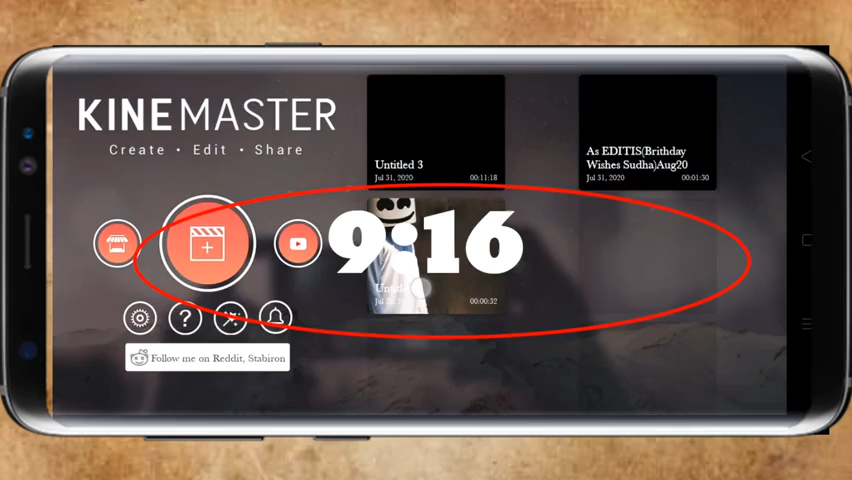 KINEMASTER
Create • Edit • Share
Untitled 3
Jul 31, 2020 00:11:18
As EDITIS(Brithday
Wishes Sudha)Aug20
Jul 31, 2020 00:01:30
9:16
00:00:32
Follow me on Reddit, Stabiron